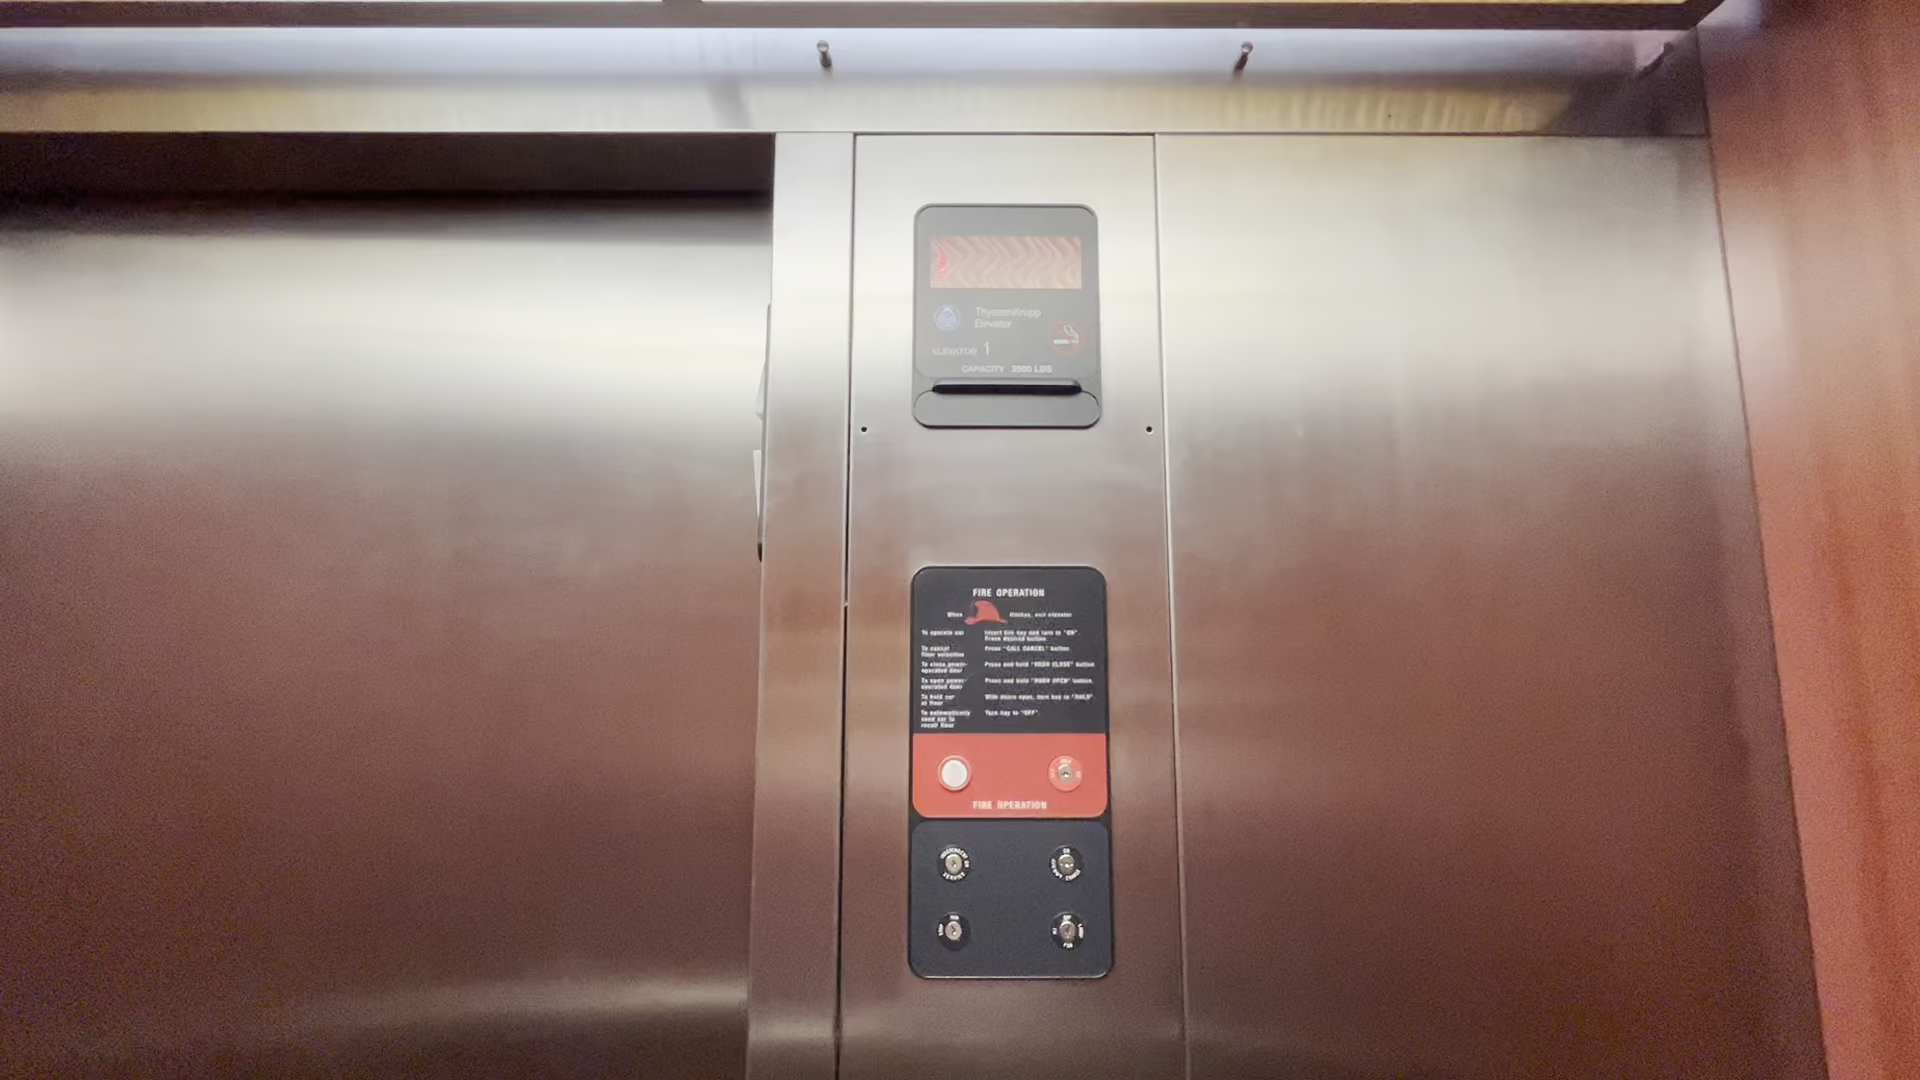 ThyssenKrupp
Elevator
ELEVATOR 1
CAPACITY 2500 LBS
FIRE OPERATION
When flashes, exit elevator
To operate car
Insert fire key and turn to "ON".
Press desired button.
To cancel
floor selection
Press "CALL CANCEL" button
To close power-
operated door
Press and hold "DOOR CLOSE" button
To open power-
operated door
Press and hold "DOOR OPEN" button
To hold car
at floor
With doors open, turn key to "HOLD"
To automatically
send car to
recall floor
Turn key to "OFF"
FIRE OPERATION
INDEPENDENT ON
SERVICE